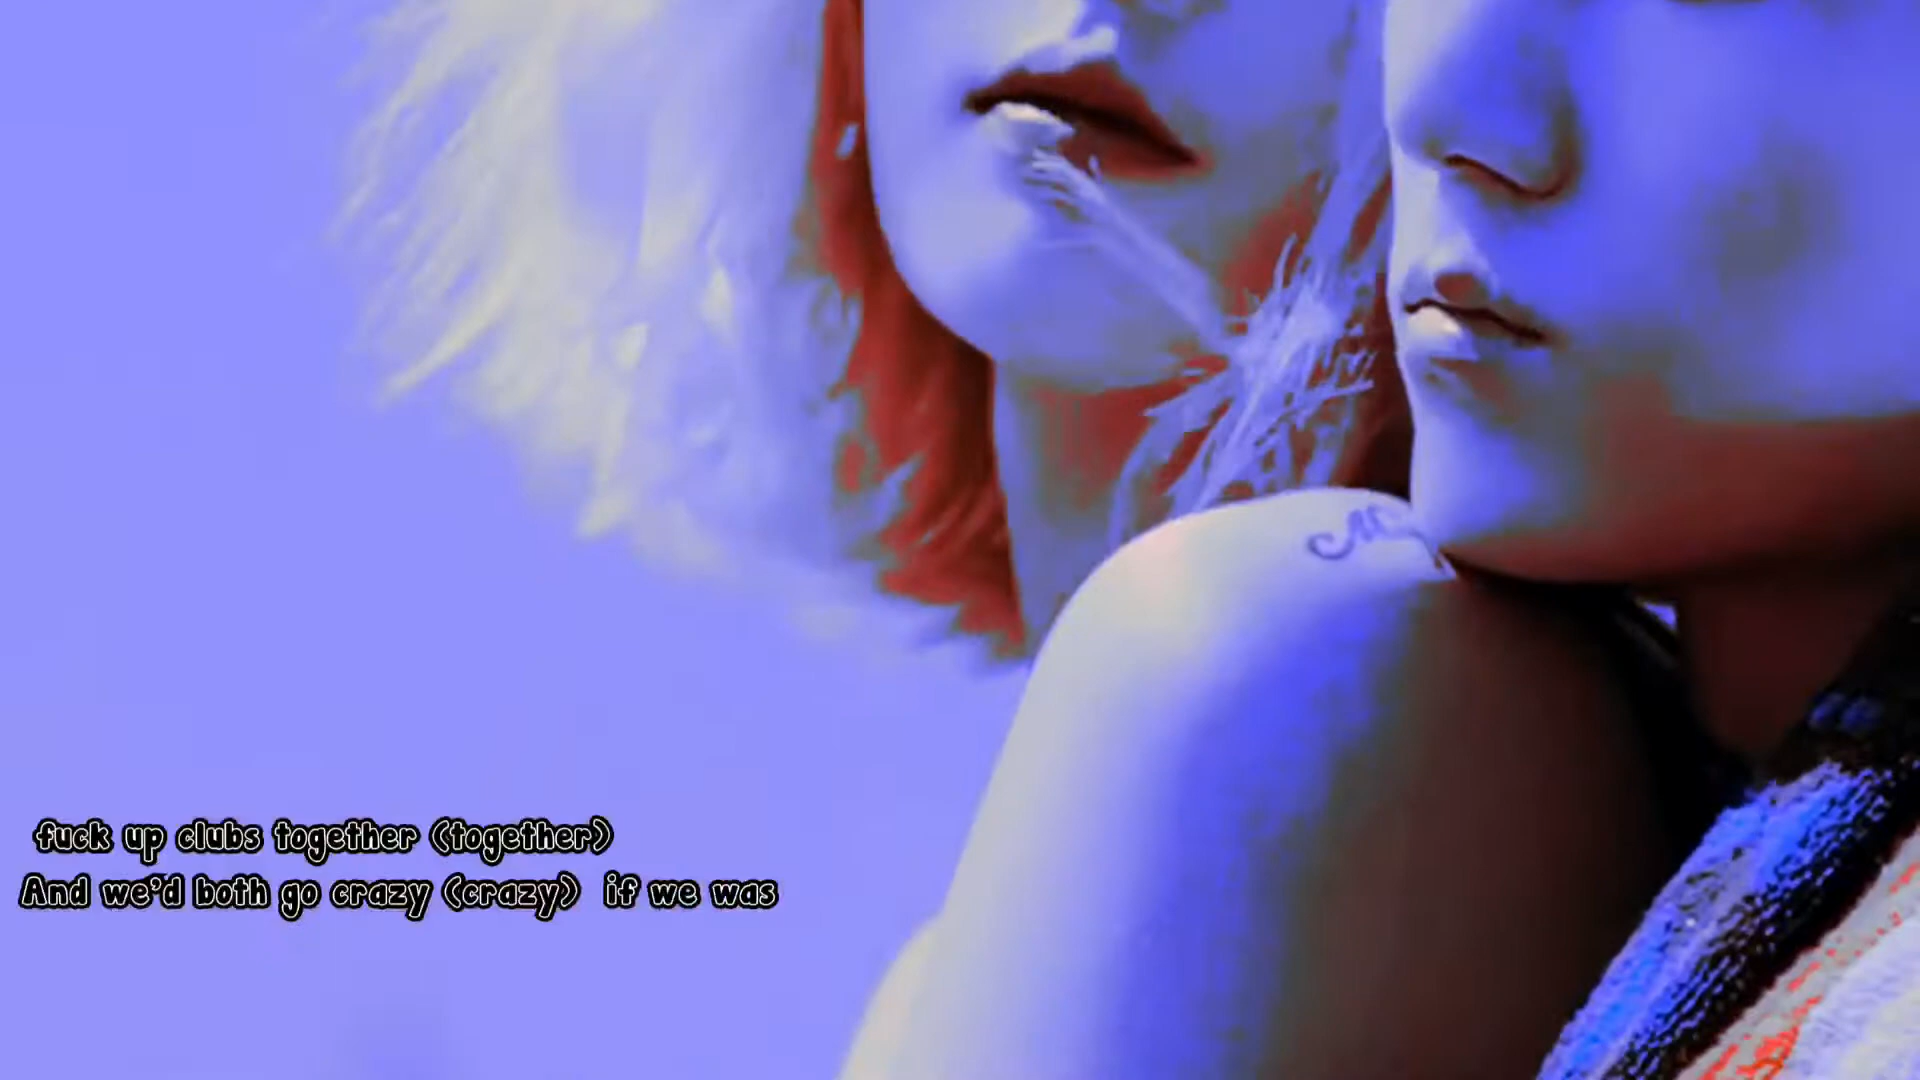 fuck up clubs together (together)
And we'd both go crazy (crazy) if we was